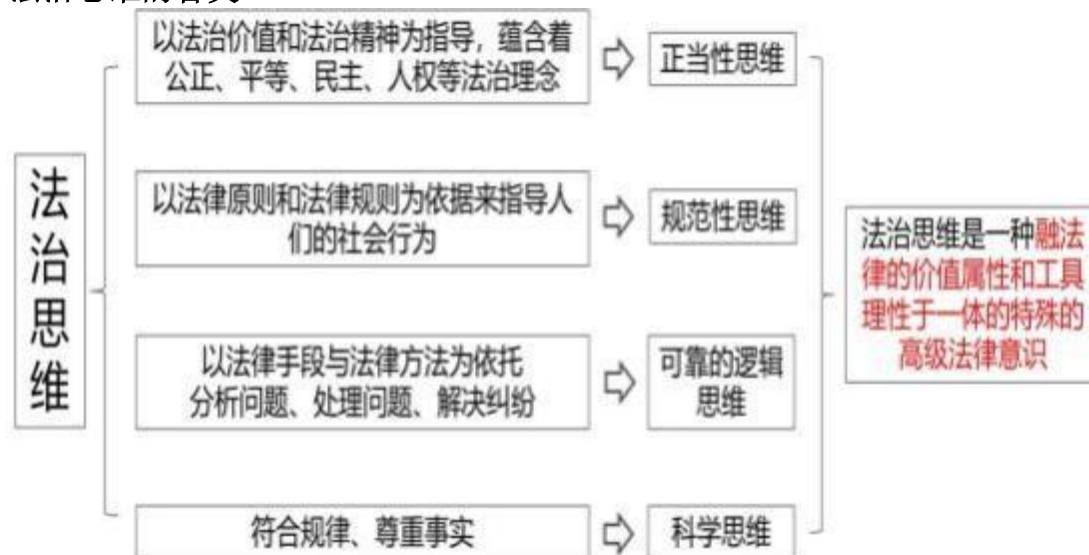 以法治价值和法治精神为指导，蕴含着
公正、平等、民主、人权等法治理念
正当性思维
法治思维
以法律原则和法律规则为依据来指导人
们的社会行为
规范性思维
法治思维是一种融法
律的价值属性和工具
理性于一体的特殊的
高级法律意识
以法律手段与法律方法为依托
分析问题、处理问题、解决纠纷
可靠的逻辑
思维
符合规律、尊重事实
科学思维